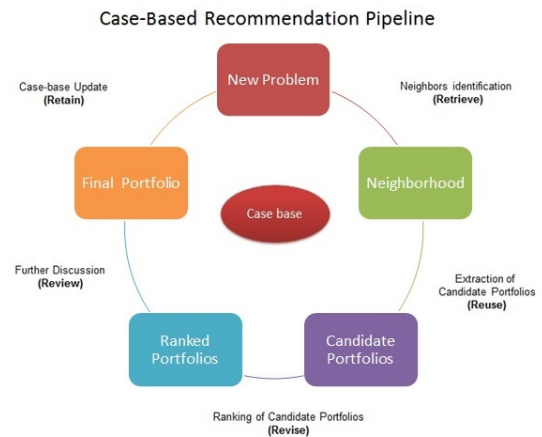 Case-Based Recommendation Pipeline
New Problem
Case-base Update
(Retain)
Neighbors identification
(Retrieve)
Final Portfolio
Neighborhood
Case base
Further Discussion
(Review)
Extraction of
Candidate Portfolios
(Reuse)
Ranked
Portfolios
Candidate
Portfolios
Ranking of Candidate Portfolios
(Revise)